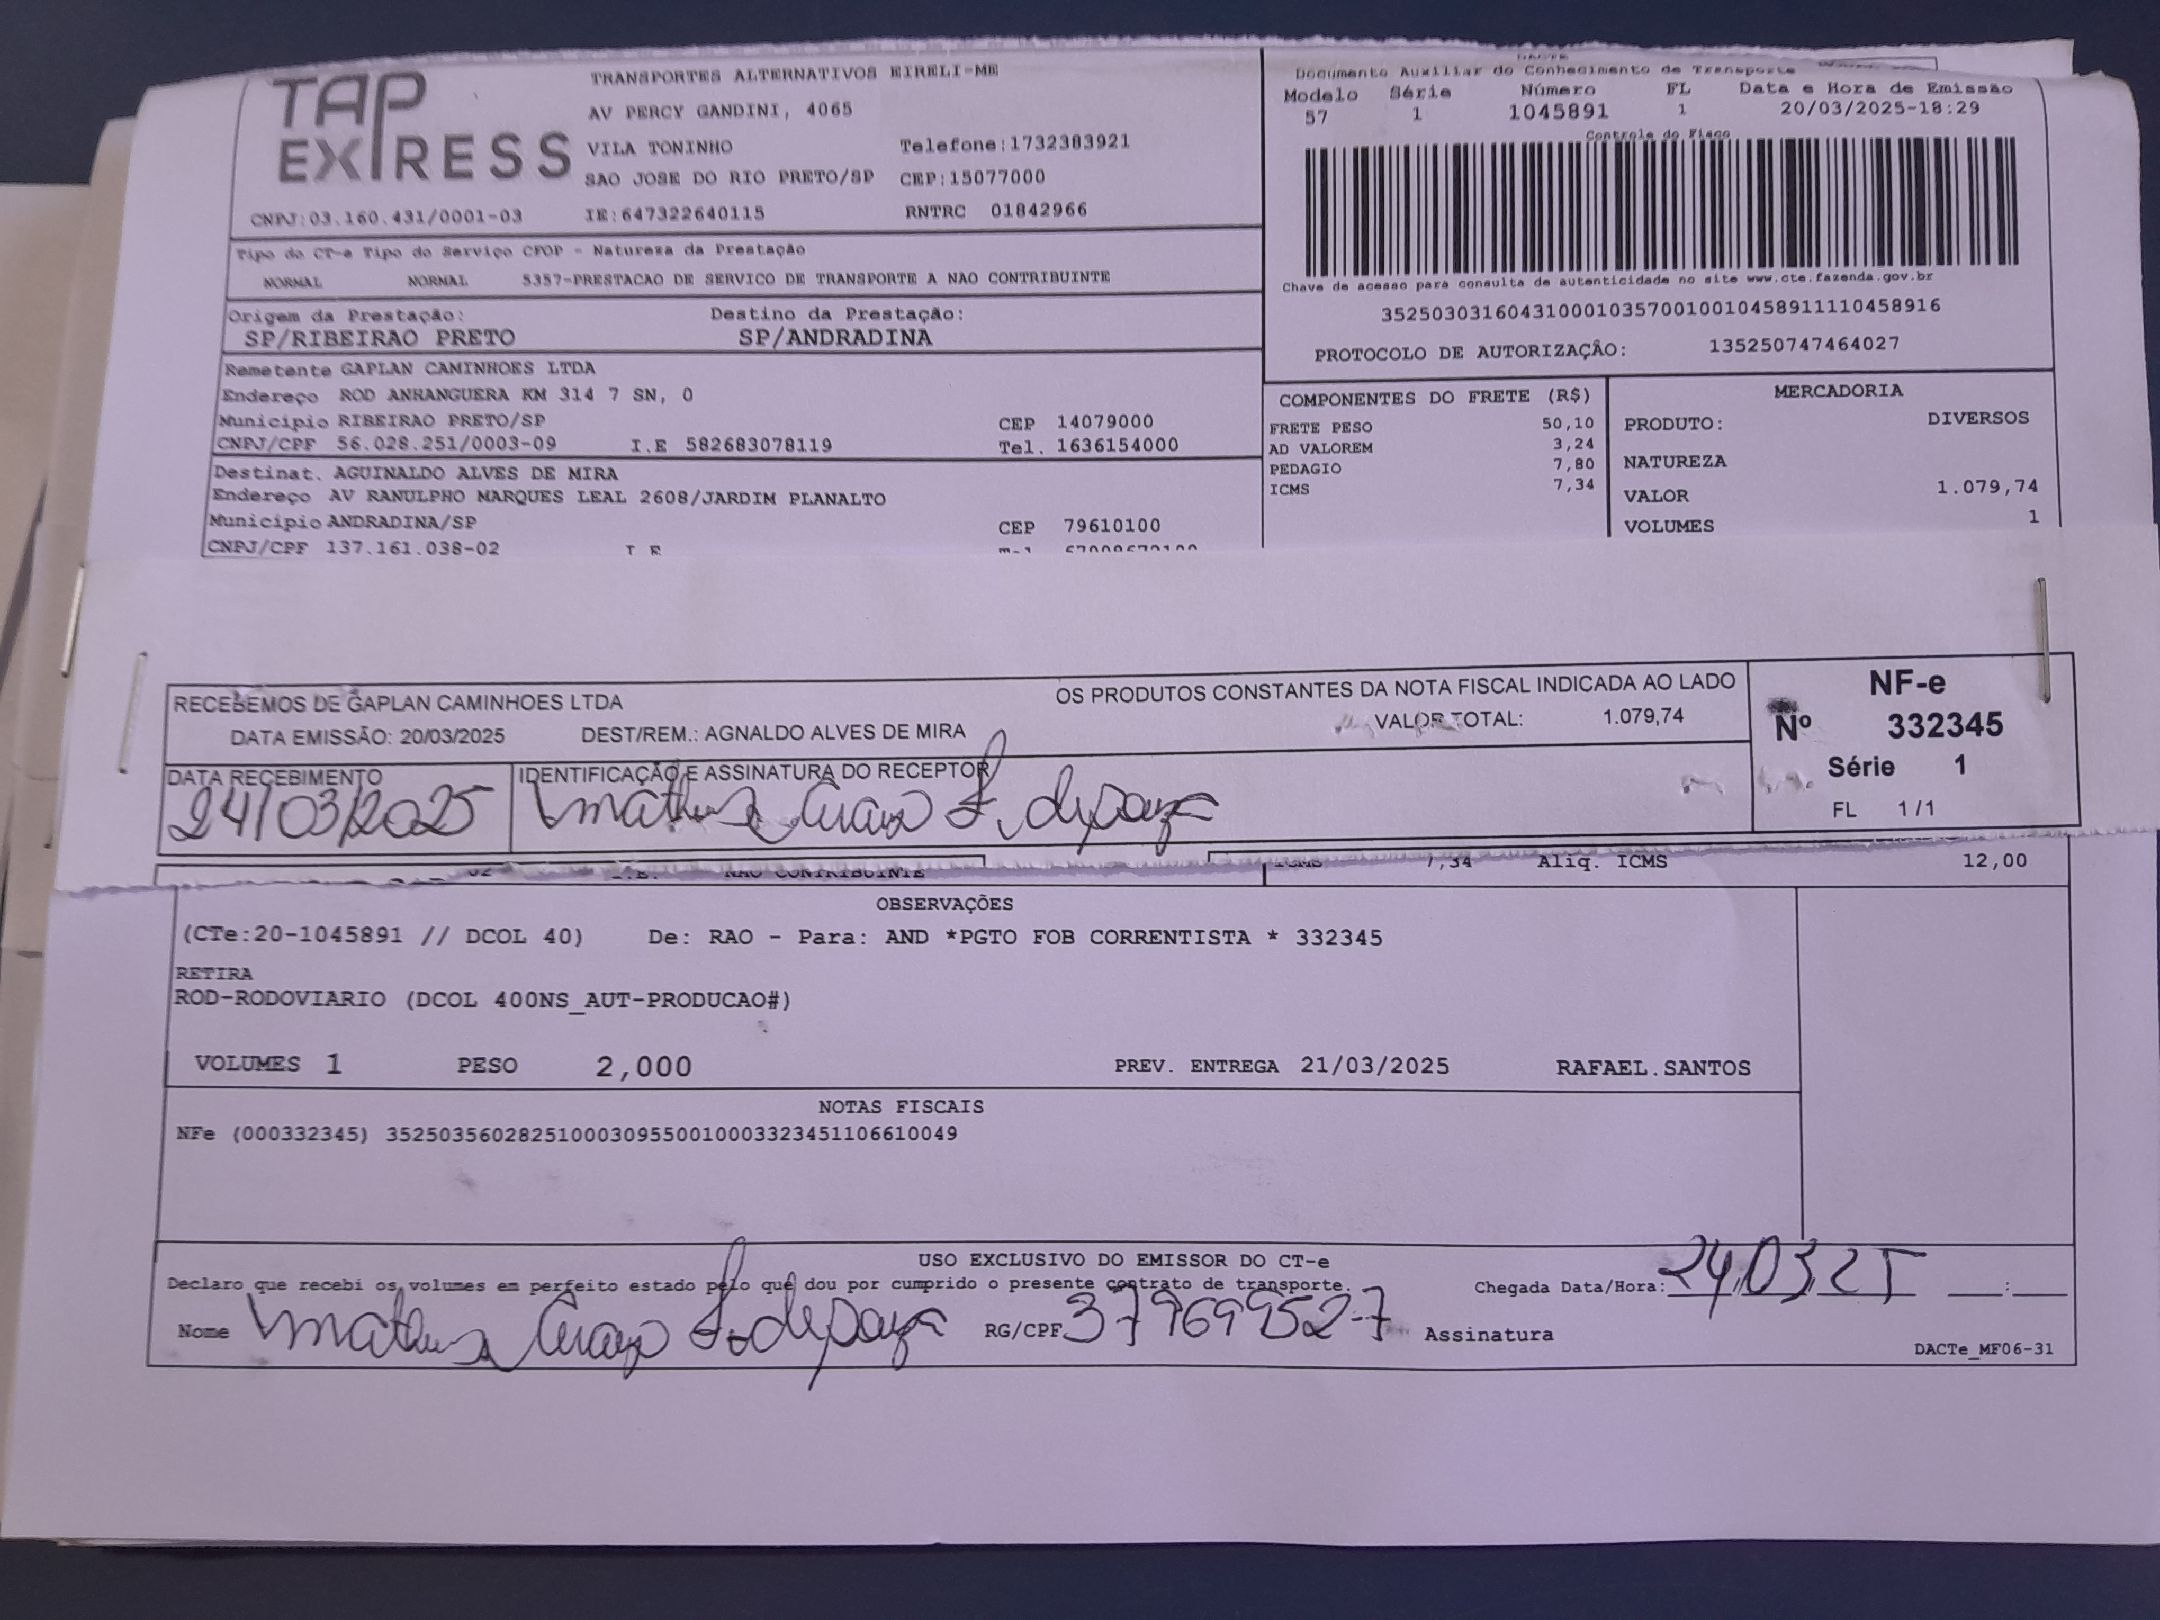 TAP EXPRESS
TRANSPORTES ALTERNATIVOS EIRELI-ME
AV PERCY GANDINI, 4065
VILA TONINHO Telefone:1732383921
SAO JOSE DO RIO PRETO/SP CEP:15077000
CNPJ:03.160.431/0001-03 IE:647322640115 RNTRC 01842966
Documento Auxiliar do Conhecimento de Transporte
Modelo Série Número FL Data e Hora de Emissão
57 1 1045891 1 20/03/2025-18:29
Controle do Fisco
Chave de acesso para consulta de autenticidade no site www.cte.fazenda.gov.br
35250303160431000103570010010458911110458916
PROTOCOLO DE AUTORIZAÇÃO: 135250747464027
Tipo do CT-e Tipo do Serviço CFOP - Natureza da Prestação
NORMAL NORMAL 5357-PRESTACAO DE SERVICO DE TRANSPORTE A NAO CONTRIBUINTE
Origem da Prestação: Destino da Prestação:
SP/RIBEIRAO PRETO SP/ANDRADINA
Remetente GAPLAN CAMINHOES LTDA
Endereço ROD ANHANGUERA KM 314 7 SN, 0
Município RIBEIRAO PRETO/SP CEP 14079000
CNPJ/CPF 56.028.251/0003-09 I.E 582683078119 Tel. 1636154000
Destinat. AGUINALDO ALVES DE MIRA
Endereço AV RANULPHO MARQUES LEAL 2608/JARDIM PLANALTO
Município ANDRADINA/SP CEP 79610100
CNPJ/CPF 137.161.038-02 I E
COMPONENTES DO FRETE (R$)
FRETE PESO 50,10
AD VALOREM 3,24
PEDAGIO 7,80
ICMS 7,34
MERCADORIA
PRODUTO: DIVERSOS
NATUREZA
VALOR 1.079,74
VOLUMES 1
RECEBEMOS DE GAPLAN CAMINHOES LTDA OS PRODUTOS CONSTANTES DA NOTA FISCAL INDICADA AO LADO
DATA EMISSÃO: 20/03/2025 DEST/REM.: AGNALDO ALVES DE MIRA VALOR TOTAL: 1.079,74
DATA RECEBIMENTO IDENTIFICAÇÃO E ASSINATURA DO RECEPTOR
24/03/2025
NF-e
Nº 332345
Série 1
FL 1/1
NAO CONTRIBUINTE ICMS 7,34 Aliq. ICMS 12,00
OBSERVAÇÕES
(CTe:20-1045891 // DCOL 40) De: RAO - Para: AND *PGTO FOB CORRENTISTA * 332345
RETIRA
ROD-RODOVIARIO (DCOL 400NS_AUT-PRODUCAO#)
VOLUMES 1 PESO 2,000 PREV. ENTREGA 21/03/2025 RAFAEL.SANTOS
NOTAS FISCAIS
NFe (000332345) 35250356028251000309550010003323451106610049
USO EXCLUSIVO DO EMISSOR DO CT-e
Declaro que recebi os volumes em perfeito estado pelo que dou por cumprido o presente contrato de transporte. Chegada Data/Hora: 24,03,25
Nome RG/CPF 37969952-7 Assinatura
DACTe_MF06-31